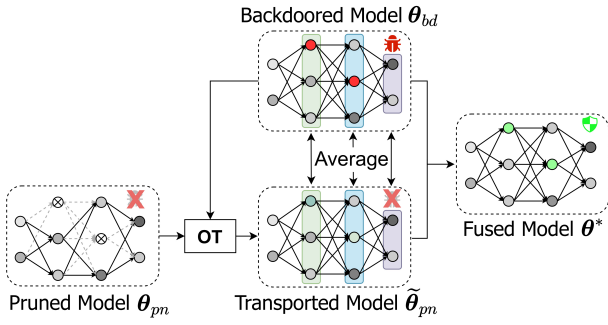 Backdoored Model θ_bd
Average
OT
Pruned Model θ_pn
Transported Model θ̃_pn
Fused Model θ*